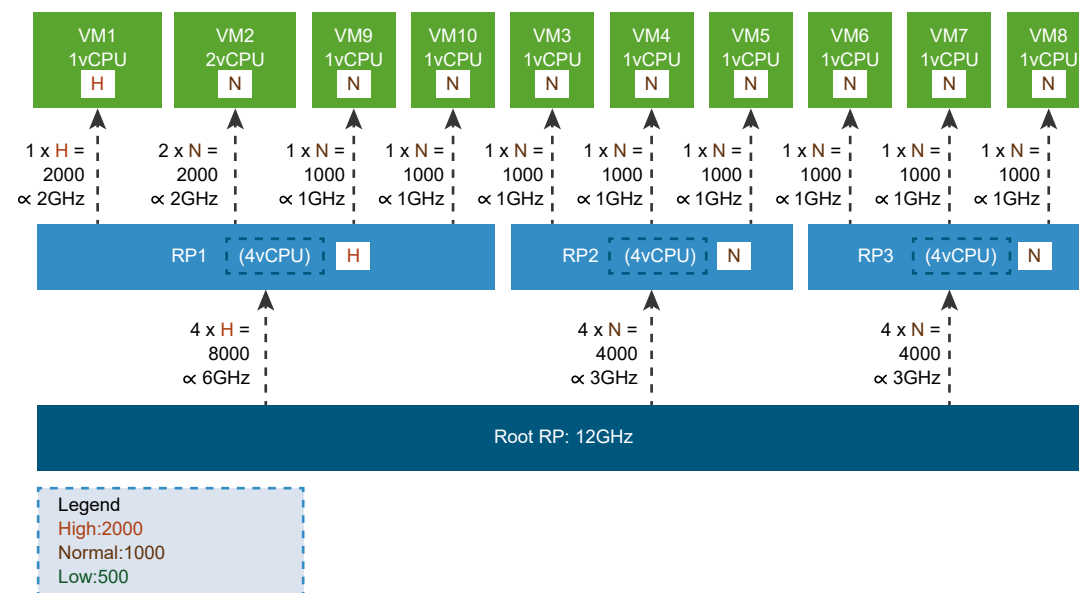 VM1
1vCPU
H
VM2
2vCPU
N
VM9
1vCPU
N
VM10
1vCPU
N
VM3
1vCPU
N
VM4
1vCPU
N
VM5
1vCPU
N
VM6
1vCPU
N
VM7
1vCPU
N
VM8
1vCPU
N
1 x H =
2000
∝ 2GHz
2 x N =
2000
∝ 2GHz
1 x N =
1000
∝ 1GHz
1 x N =
1000
∝ 1GHz
1 x N =
1000
∝ 1GHz
1 x N =
1000
∝ 1GHz
1 x N =
1000
∝ 1GHz
1 x N =
1000
∝ 1GHz
1 x N =
1000
∝ 1GHz
1 x N =
1000
∝ 1GHz
RP1 (4vCPU) H
RP2 (4vCPU) N
RP3 (4vCPU) N
4 x H =
8000
∝ 6GHz
4 x N =
4000
∝ 3GHz
4 x N =
4000
∝ 3GHz
Root RP: 12GHz
Legend
High:2000
Normal:1000
Low:500